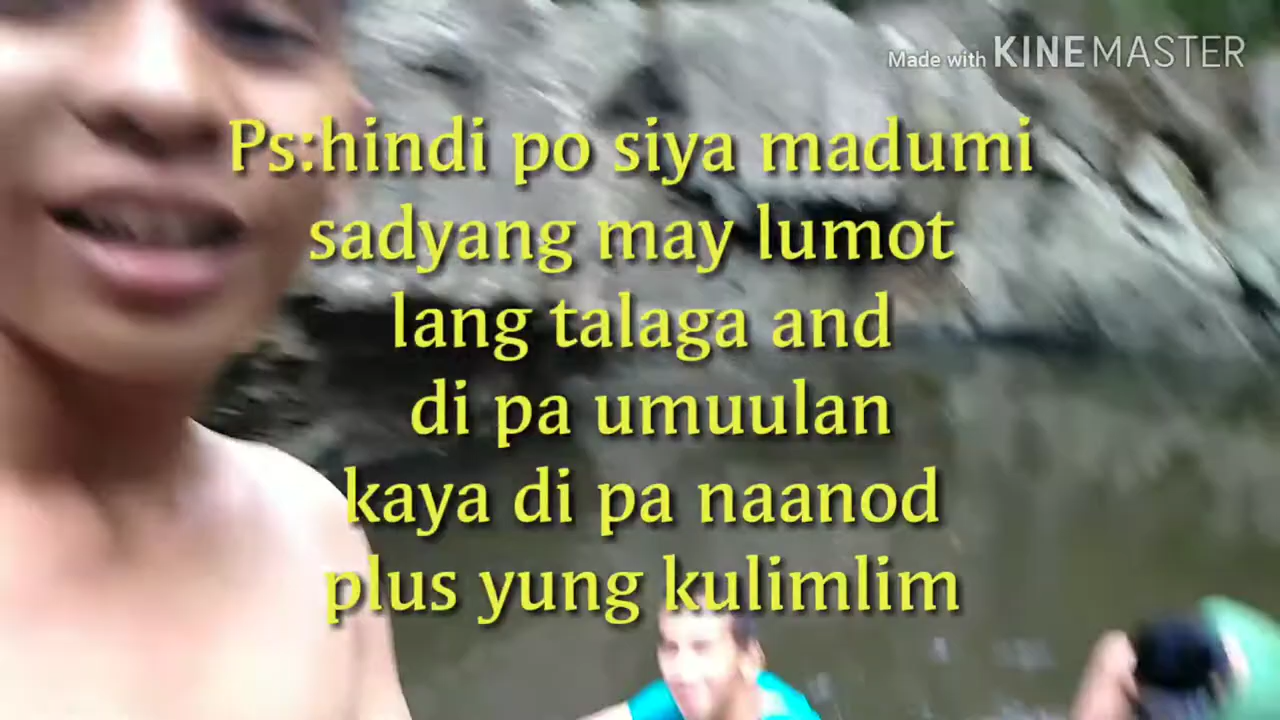 Made with KINEMASTER
Ps:hindi po siya madumi
sadyang may lumot
lang talaga and
di pa umuulan
kaya di pa naanod
plus yung kulimlim